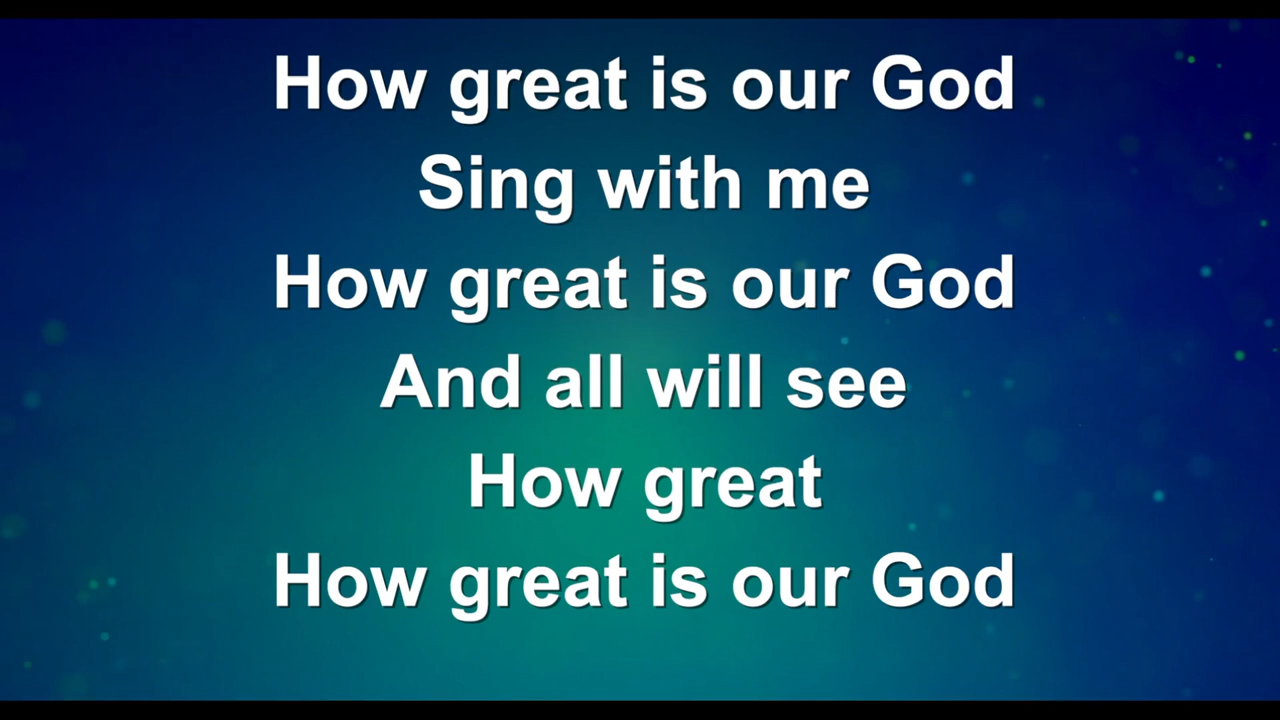 How great is our God
Sing with me
How great is our God
And all will see
How great
How great is our God